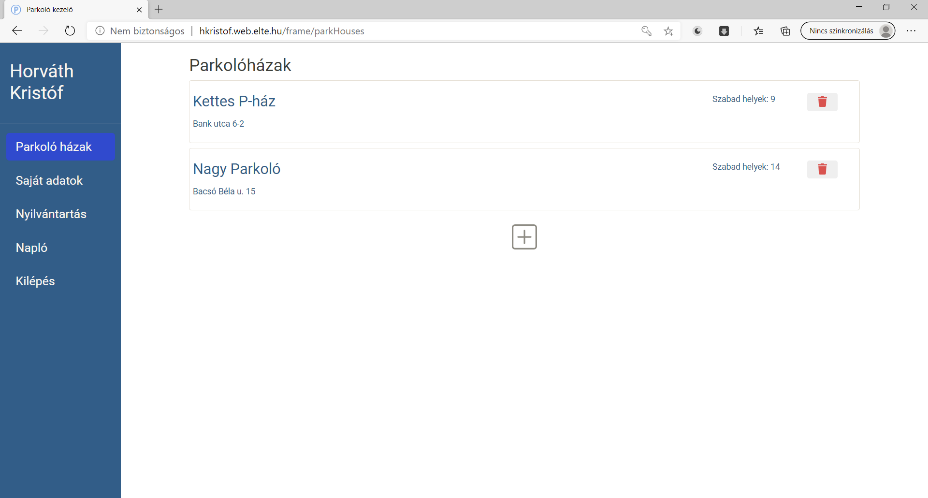 Parkoló kezelő
Nem biztonságos | hkristof.web.elte.hu/frame/parkHouses
Nincs szinkronizálás
Horváth
Kristóf
Parkoló házak
Saját adatok
Nyilvántartás
Napló
Kilépés
Parkolóházak
Kettes P-ház
Szabad helyek: 9
Bank utca 6-2
Nagy Parkoló
Szabad helyek: 14
Bacsó Béla u. 15